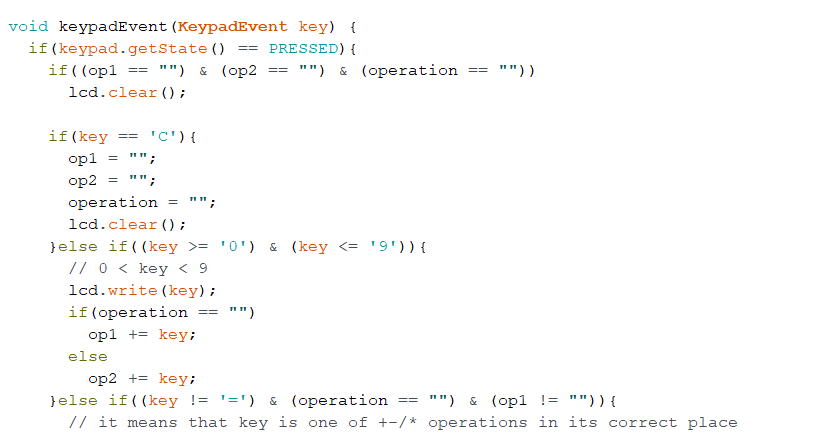 void keypadEvent(KeypadEvent key) {
if(keypad.getState() == PRESSED){
if((op1 == "") & (op2 == "") & (operation == ""))
lcd.clear();
if(key == 'C'){
op1 = "";
op2 = "";
operation = "";
lcd.clear();
}else if((key >= '0') & (key <= '9')){
// 0 < key < 9
lcd.write(key);
if(operation == "")
op1 += key;
else
op2 += key;
}else if((key != '=') & (operation == "") & (op1 != "")){
// it means that key is one of +-/* operations in its correct place